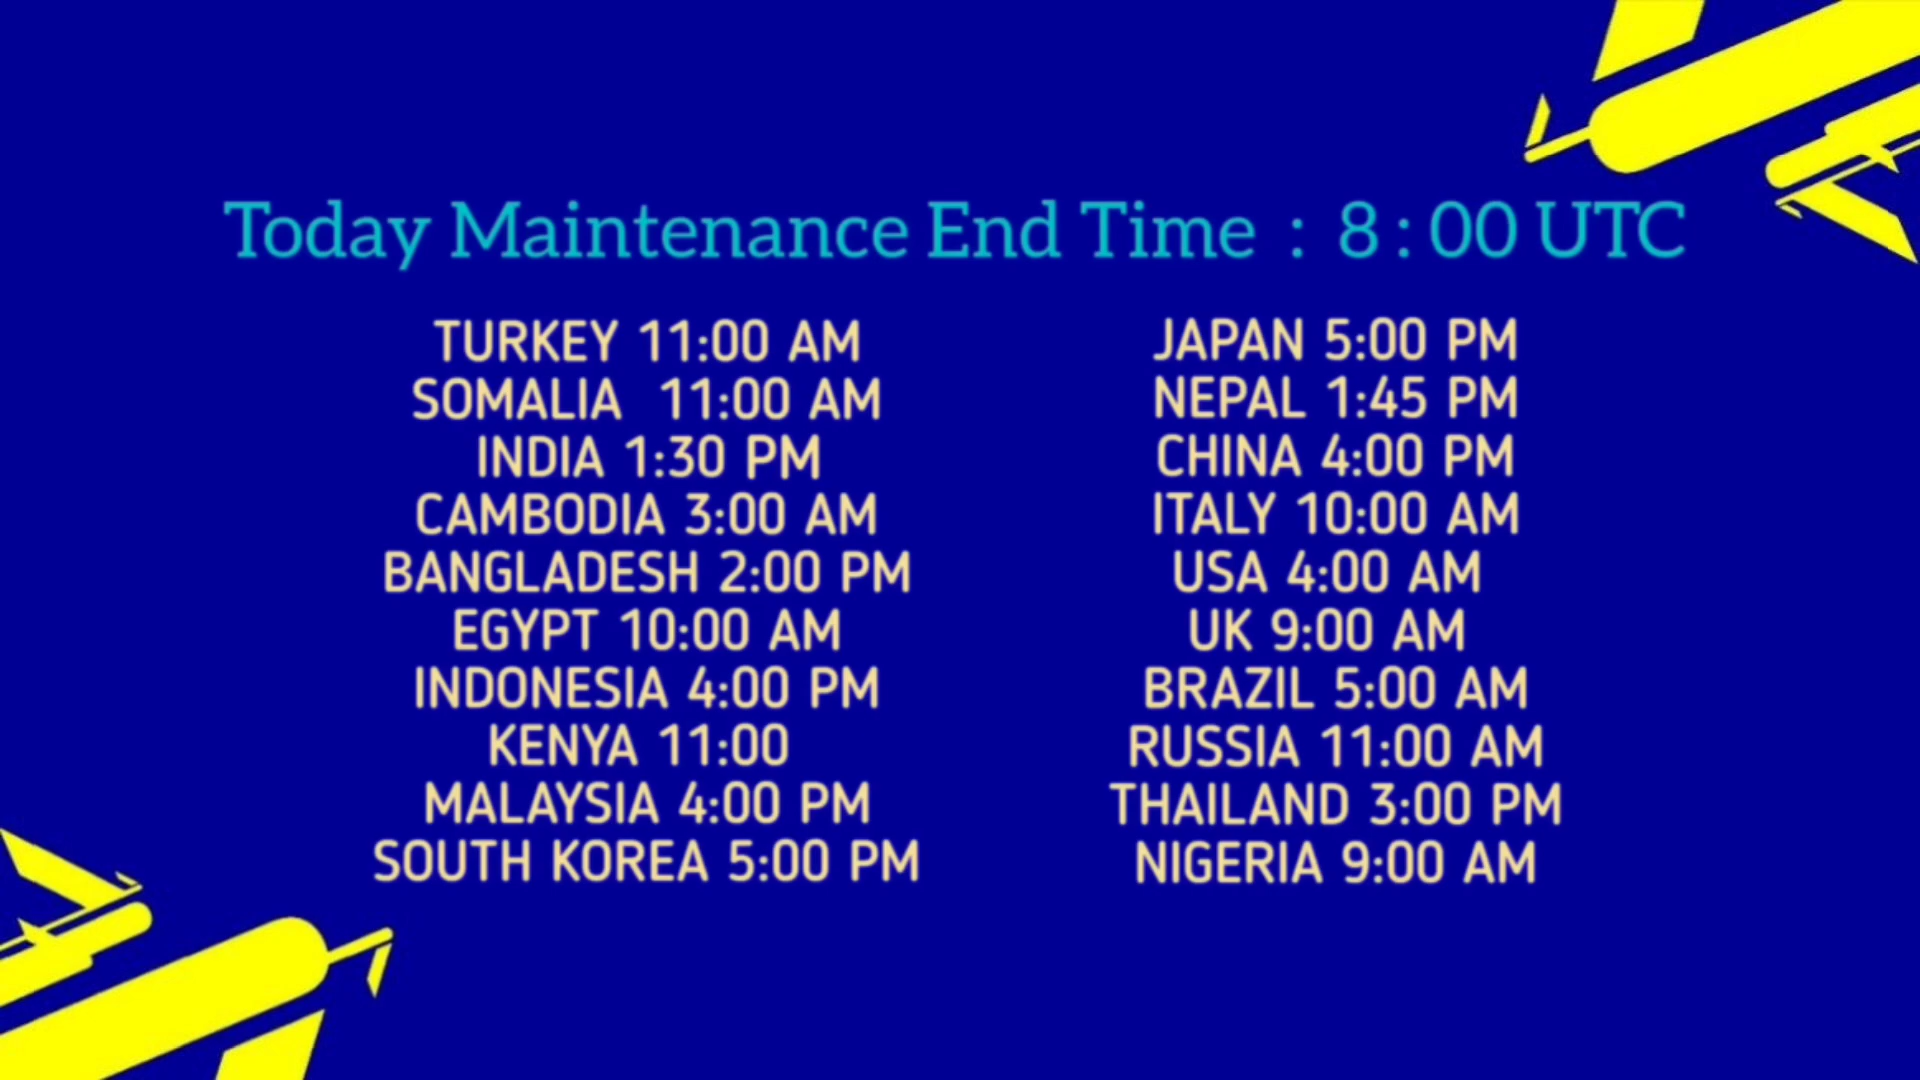 Today Maintenance End Time : 8 : 00 UTC
TURKEY 11:00 AM
SOMALIA 11:00 AM
INDIA 1:30 PM
CAMBODIA 3:00 AM
BANGLADESH 2:00 PM
EGYPT 10:00 AM
INDONESIA 4:00 PM
KENYA 11:00
MALAYSIA 4:00 PM
SOUTH KOREA 5:00 PM
JAPAN 5:00 PM
NEPAL 1:45 PM
CHINA 4:00 PM
ITALY 10:00 AM
USA 4:00 AM
UK 9:00 AM
BRAZIL 5:00 AM
RUSSIA 11:00 AM
THAILAND 3:00 PM
NIGERIA 9:00 AM